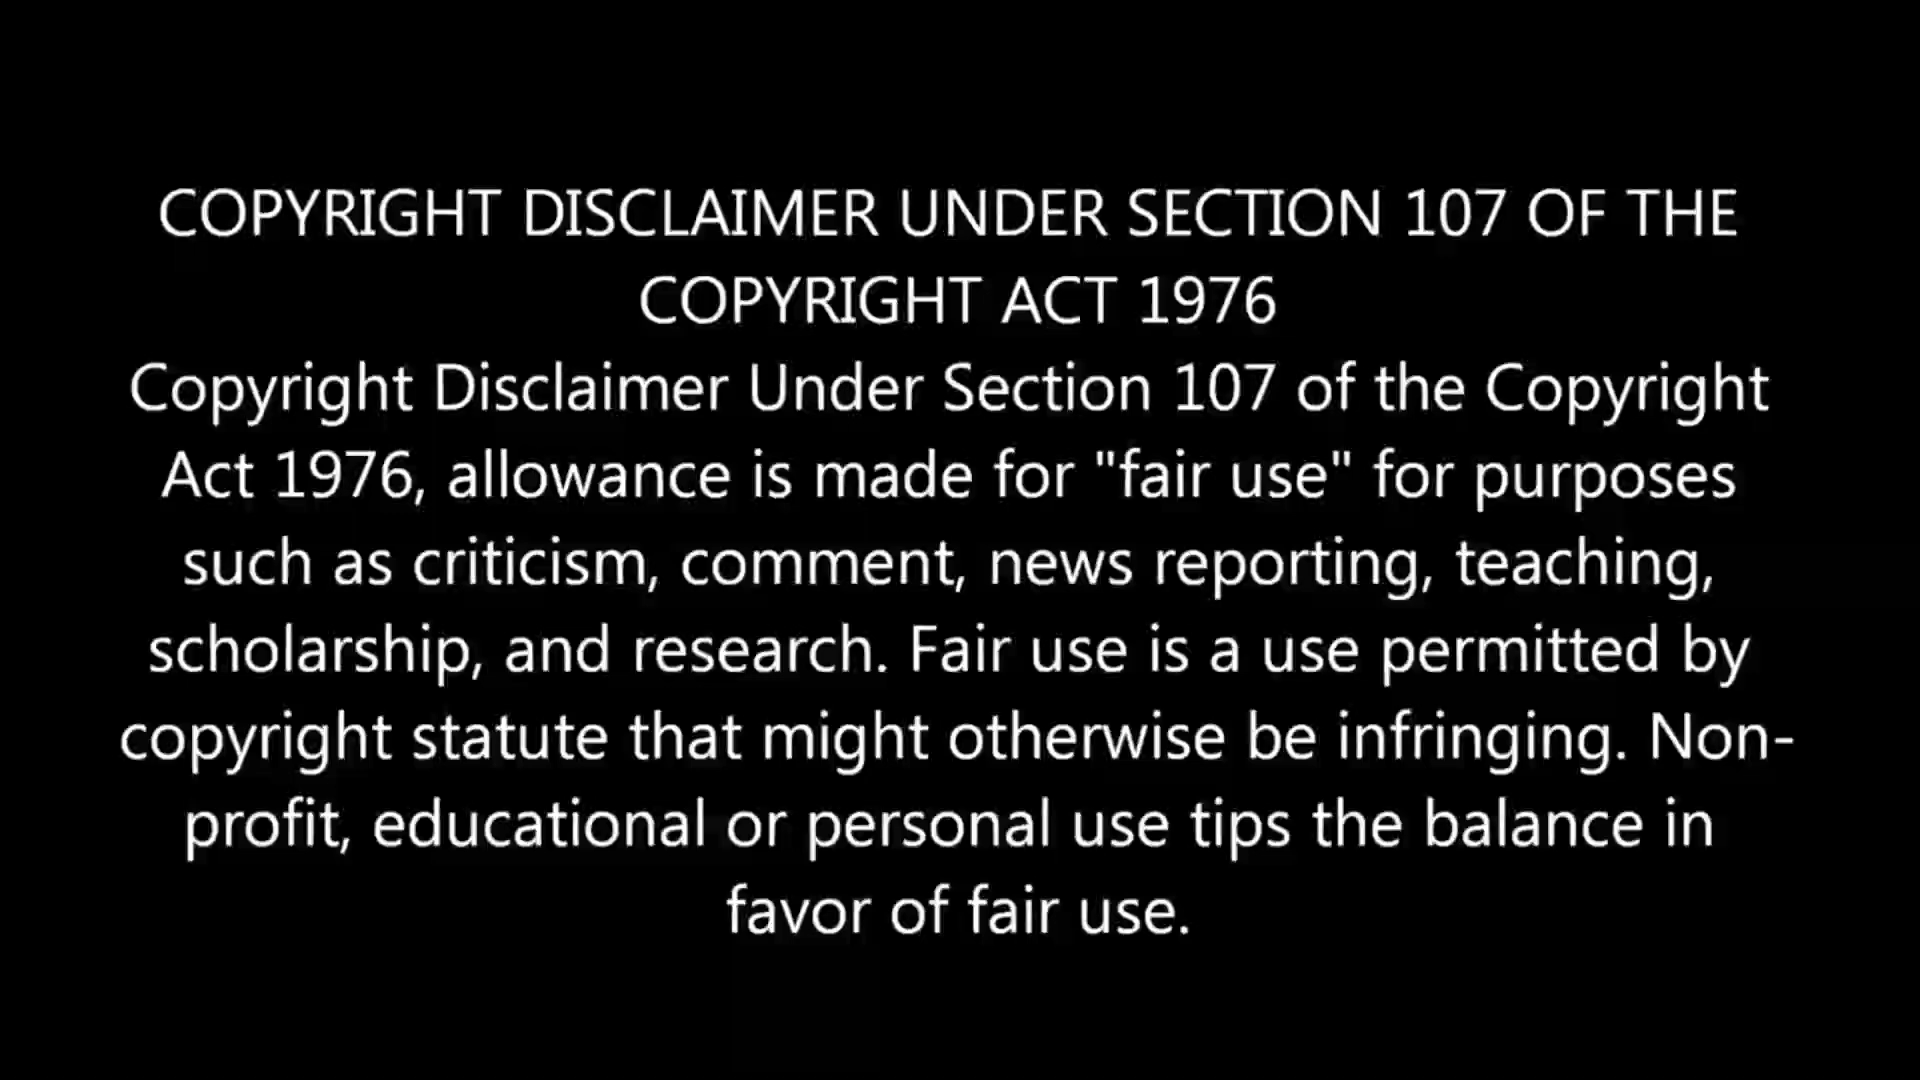 COPYRIGHT DISCLAIMER UNDER SECTION 107 OF THE
COPYRIGHT ACT 1976
Copyright Disclaimer Under Section 107 of the Copyright
Act 1976, allowance is made for "fair use" for purposes
such as criticism, comment, news reporting, teaching,
scholarship, and research. Fair use is a use permitted by
copyright statute that might otherwise be infringing. Non-
profit, educational or personal use tips the balance in
favor of fair use.